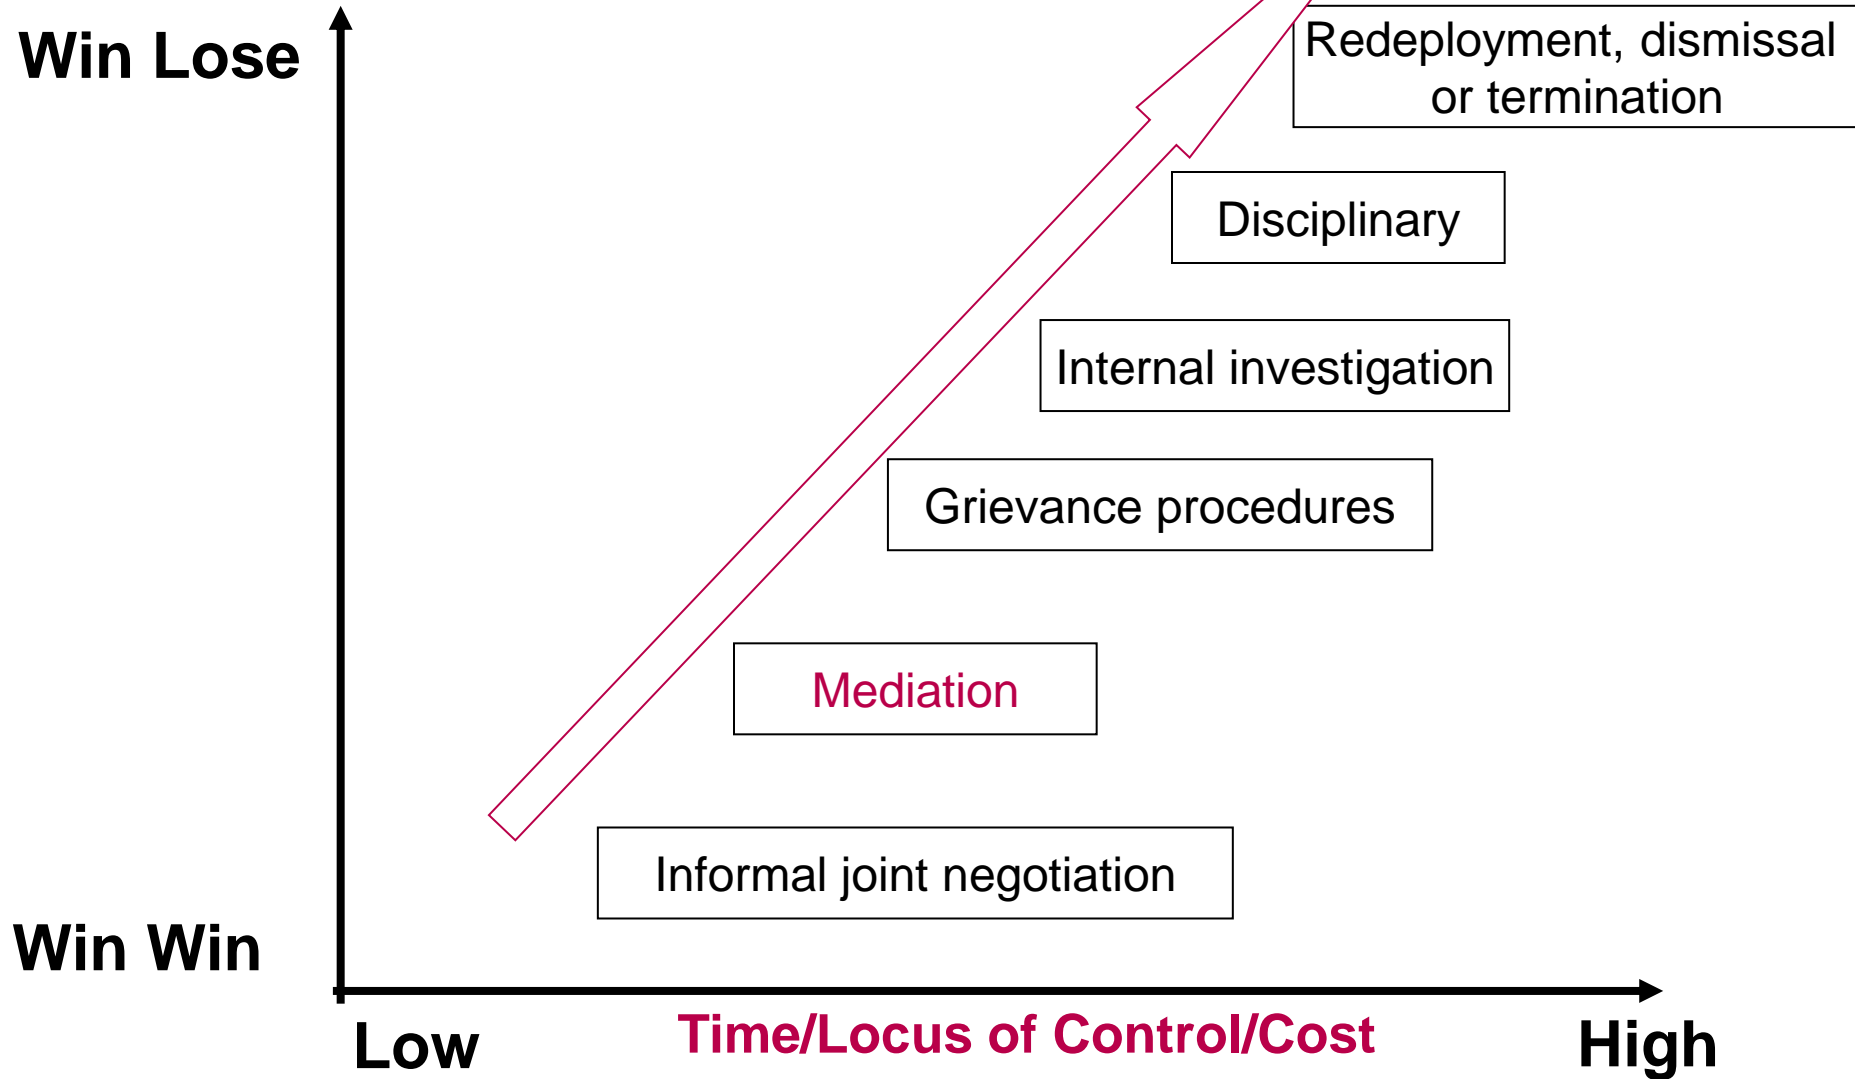 Win Lose
Redeployment, dismissal
or termination
Disciplinary
Internal investigation
Grievance procedures
Mediation
Informal joint negotiation
Win Win
Low
Time/Locus of Control/Cost
High